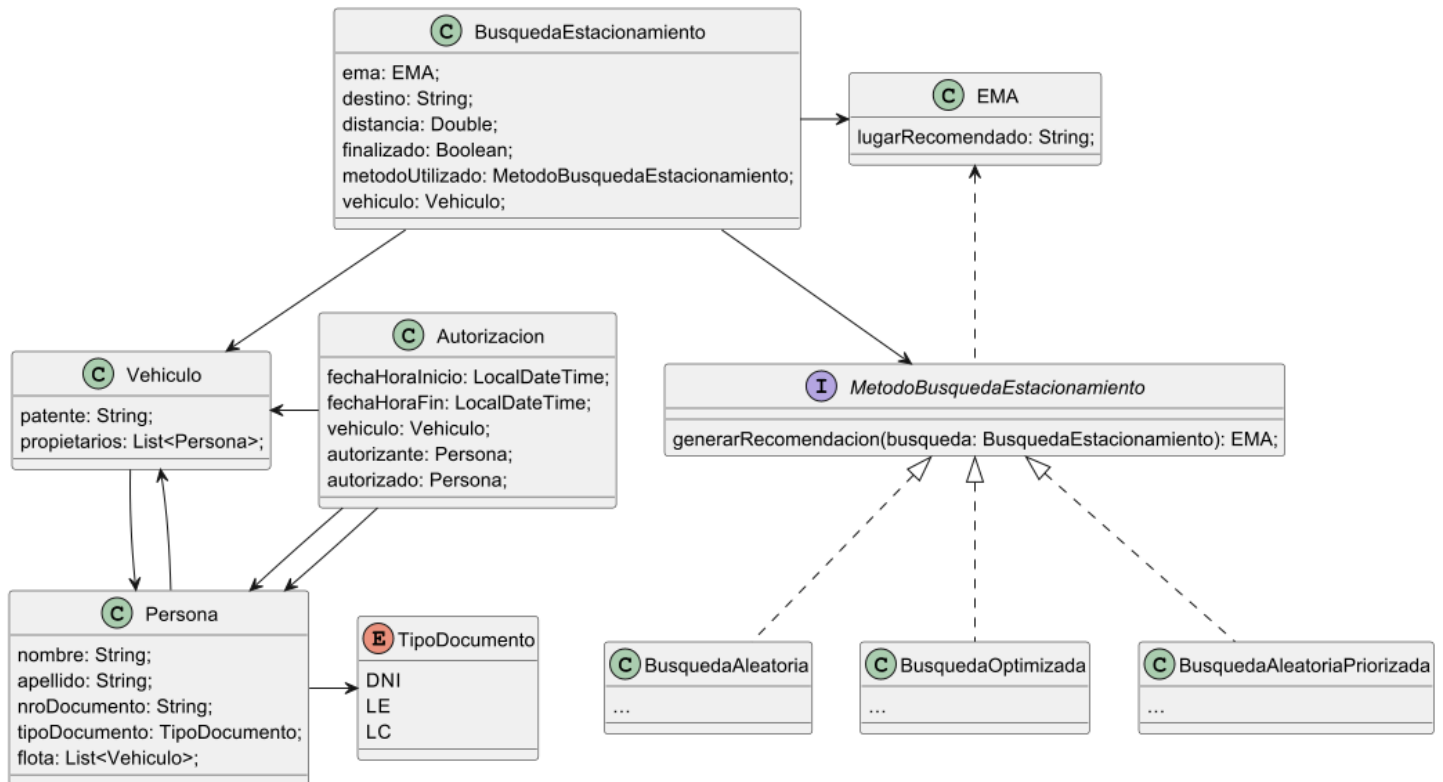 C BusquedaEstacionamiento
ema: EMA;
destino: String;
distancia: Double;
finalizado: Boolean;
metodoUtilizado: MetodoBusquedaEstacionamiento;
vehiculo: Vehiculo;
C EMA
lugarRecomendado: String;
C Vehiculo
patente: String;
propietarios: List<Persona>;
C Autorizacion
fechaHoraInicio: LocalDateTime;
fechaHoraFin: LocalDateTime;
vehiculo: Vehiculo;
autorizante: Persona;
autorizado: Persona;
I MetodoBusquedaEstacionamiento
generarRecomendacion(busqueda: BusquedaEstacionamiento): EMA;
C Persona
nombre: String;
apellido: String;
nroDocumento: String;
tipoDocumento: TipoDocumento;
flota: List<Vehiculo>;
E TipoDocumento
DNI
LE
LC
C BusquedaAleatoria
...
C BusquedaOptimizada
...
C BusquedaAleatoriaPriorizada
...